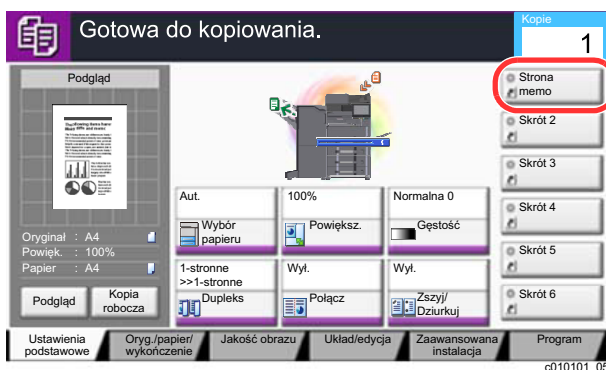 Gotowa do kopiowania.
Kopie
1
Podgląd
Oryginał : A4
Powięk. : 100%
Papier : A4
Podgląd
Kopia
robocza
Aut.
Wybór
papieru
100%
Powiększ.
Normalna 0
Gęstość
1-stronne
>>1-stronne
Dupleks
Wył.
Połącz
Wył.
Zszyj/
Dziurkuj
Strona
memo
Skrót 2
Skrót 3
Skrót 4
Skrót 5
Skrót 6
Ustawienia
podstawowe
Oryg./papier/
wykończenie
Jakość obrazu
Układ/edycja
Zaawansowana
instalacja
Program
c010101_05